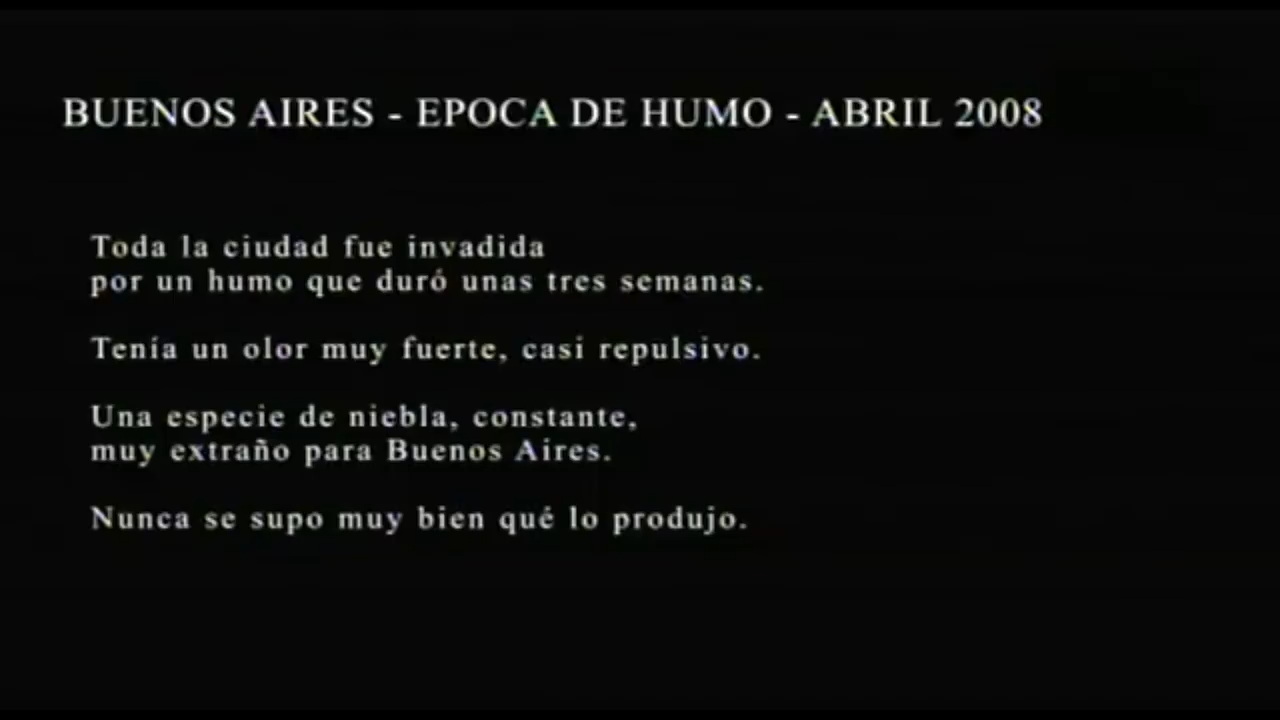 BUENOS AIRES - EPOCA DE HUMO - ABRIL 2008
Toda la ciudad fue invadida
por un humo que duró unas tres semanas.
Tenía un olor muy fuerte, casi repulsivo.
Una especie de niebla, constante,
muy extraño para Buenos Aires.
Nunca se supo muy bien qué lo produjo.